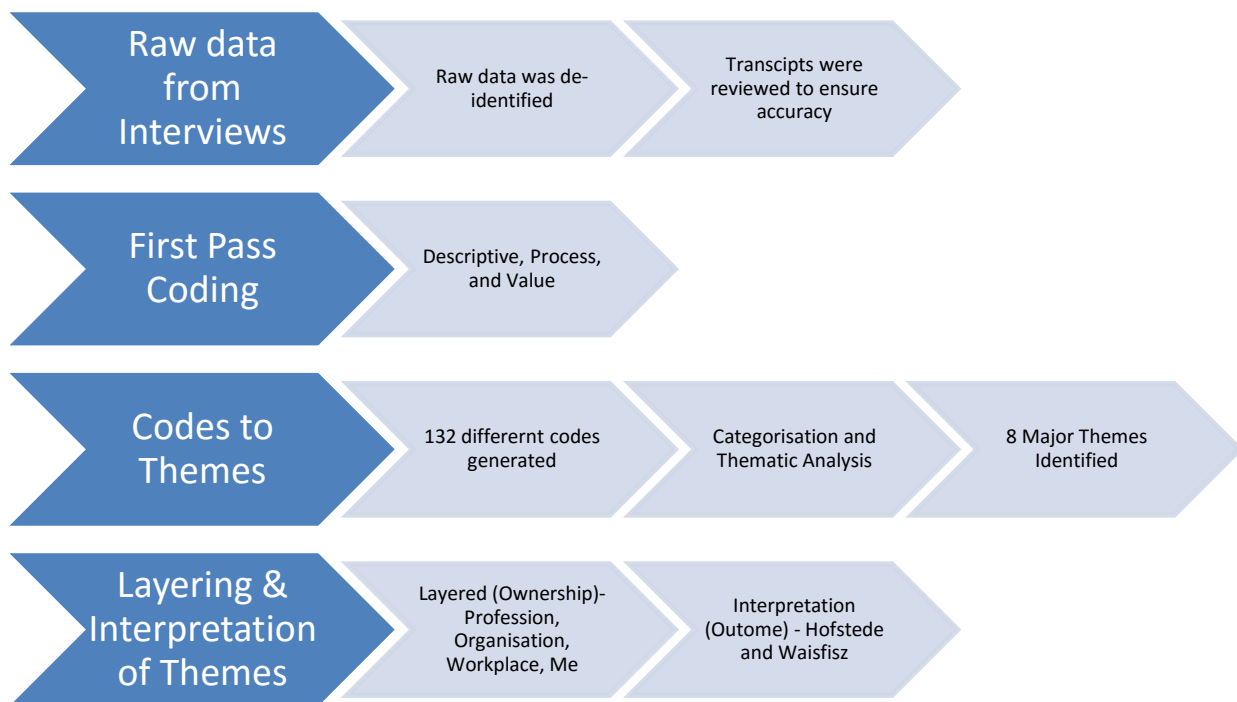 Raw data
from
Interviews
Raw data was de-
identified
Transcipts were
reviewed to ensure
accuracy
First Pass
Coding
Descriptive, Process,
and Value
Codes to
Themes
132 differernt codes
generated
Categorisation and
Thematic Analysis
8 Major Themes
Identified
Layering &
Interpretation
of Themes
Layered (Ownership)-
Profession,
Organisation,
Workplace, Me
Interpretation
(Outome) - Hofstede
and Waisfisz